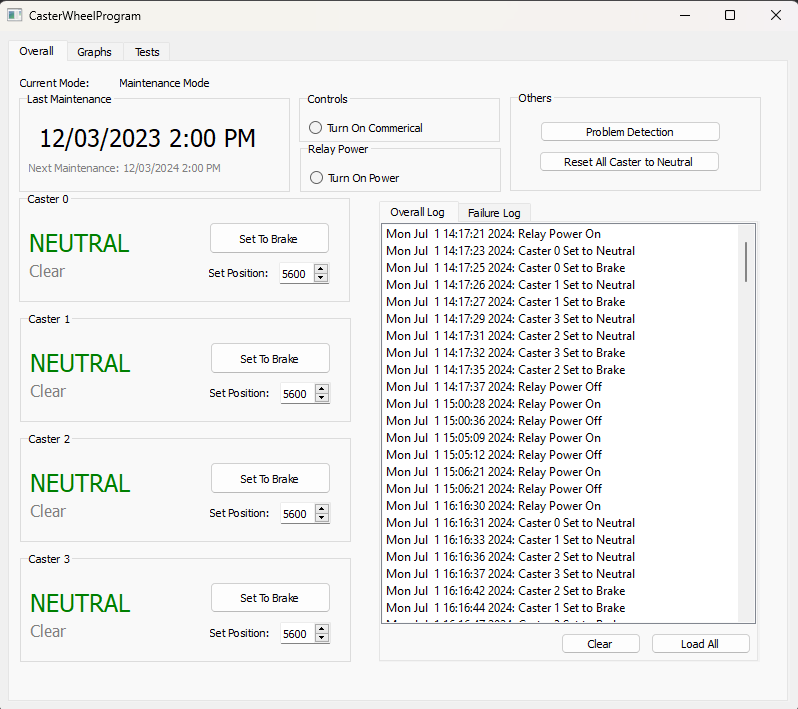 CasterWheelProgram
Overall Graphs Tests
Current Mode: Maintenance Mode
Last Maintenance
12/03/2023 2:00 PM
Next Maintenance: 12/03/2024 2:00 PM
Controls
Turn On Commerical
Relay Power
Turn On Power
Others
Problem Detection
Reset All Caster to Neutral
Caster 0
NEUTRAL
Clear
Set To Brake
Set Position: 5600
Caster 1
NEUTRAL
Clear
Set To Brake
Set Position: 5600
Caster 2
NEUTRAL
Clear
Set To Brake
Set Position: 5600
Caster 3
NEUTRAL
Clear
Set To Brake
Set Position: 5600
Overall Log Failure Log
Mon Jul 1 14:17:21 2024: Relay Power On
Mon Jul 1 14:17:23 2024: Caster 0 Set to Neutral
Mon Jul 1 14:17:25 2024: Caster 0 Set to Brake
Mon Jul 1 14:17:26 2024: Caster 1 Set to Neutral
Mon Jul 1 14:17:27 2024: Caster 1 Set to Brake
Mon Jul 1 14:17:29 2024: Caster 3 Set to Neutral
Mon Jul 1 14:17:31 2024: Caster 2 Set to Neutral
Mon Jul 1 14:17:32 2024: Caster 3 Set to Brake
Mon Jul 1 14:17:35 2024: Caster 2 Set to Brake
Mon Jul 1 14:17:37 2024: Relay Power Off
Mon Jul 1 15:00:28 2024: Relay Power On
Mon Jul 1 15:00:36 2024: Relay Power Off
Mon Jul 1 15:05:09 2024: Relay Power On
Mon Jul 1 15:05:12 2024: Relay Power Off
Mon Jul 1 15:06:21 2024: Relay Power On
Mon Jul 1 15:06:21 2024: Relay Power Off
Mon Jul 1 16:16:30 2024: Relay Power On
Mon Jul 1 16:16:31 2024: Caster 0 Set to Neutral
Mon Jul 1 16:16:33 2024: Caster 1 Set to Neutral
Mon Jul 1 16:16:36 2024: Caster 2 Set to Neutral
Mon Jul 1 16:16:37 2024: Caster 3 Set to Neutral
Mon Jul 1 16:16:42 2024: Caster 2 Set to Brake
Mon Jul 1 16:16:44 2024: Caster 1 Set to Brake
Clear Load All